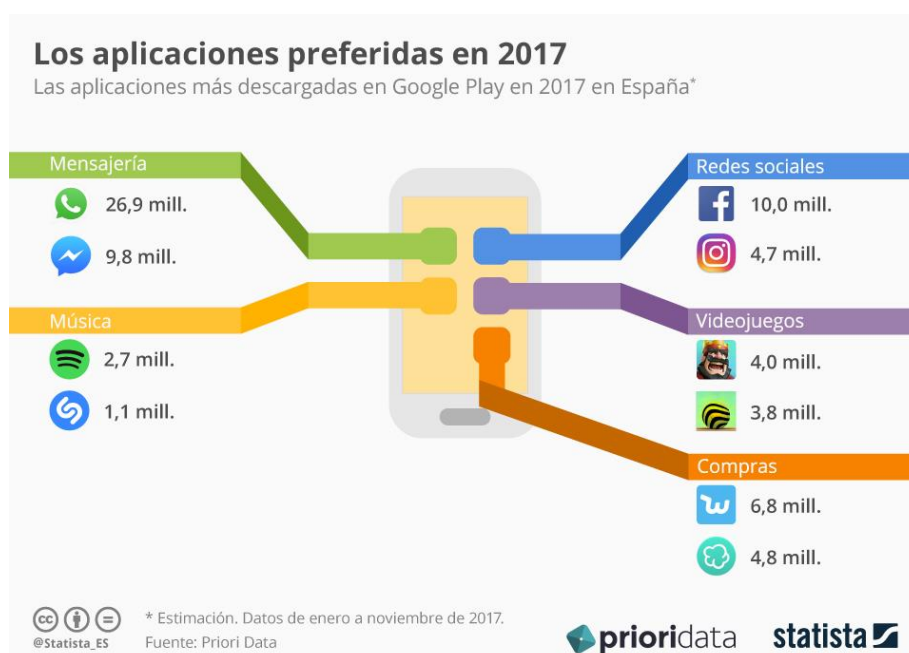 Los aplicaciones preferidas en 2017
Las aplicaciones más descargadas en Google Play en 2017 en España*
Mensajería
26,9 mill.
9,8 mill.
Música
2,7 mill.
1,1 mill.
Redes sociales
10,0 mill.
4,7 mill.
Videojuegos
4,0 mill.
3,8 mill.
Compras
6,8 mill.
4,8 mill.
cc
@Statista_ES
* Estimación. Datos de enero a noviembre de 2017.
Fuente: Priori Data
prioridata
statista